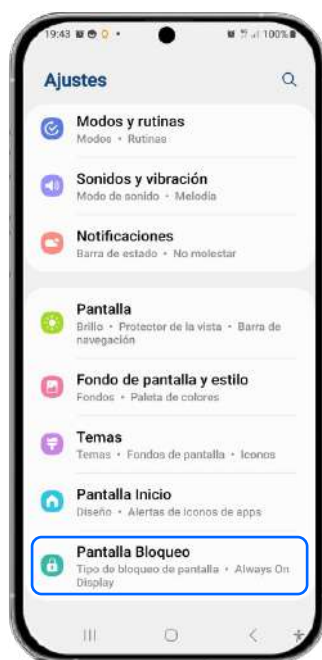 19:43
100%
Ajustes
Modos y rutinas
Modos • Rutinas
Sonidos y vibración
Modo de sonido • Melodía
Notificaciones
Barra de estado • No molestar
Pantalla
Brillo • Protector de la vista • Barra de
navegación
Fondo de pantalla y estilo
Fondos • Paleta de colores
Temas
Temas • Fondos de pantalla • Iconos
Pantalla Inicio
Diseño • Alertas de iconos de apps
Pantalla Bloqueo
Tipo de bloqueo de pantalla • Always On
Display